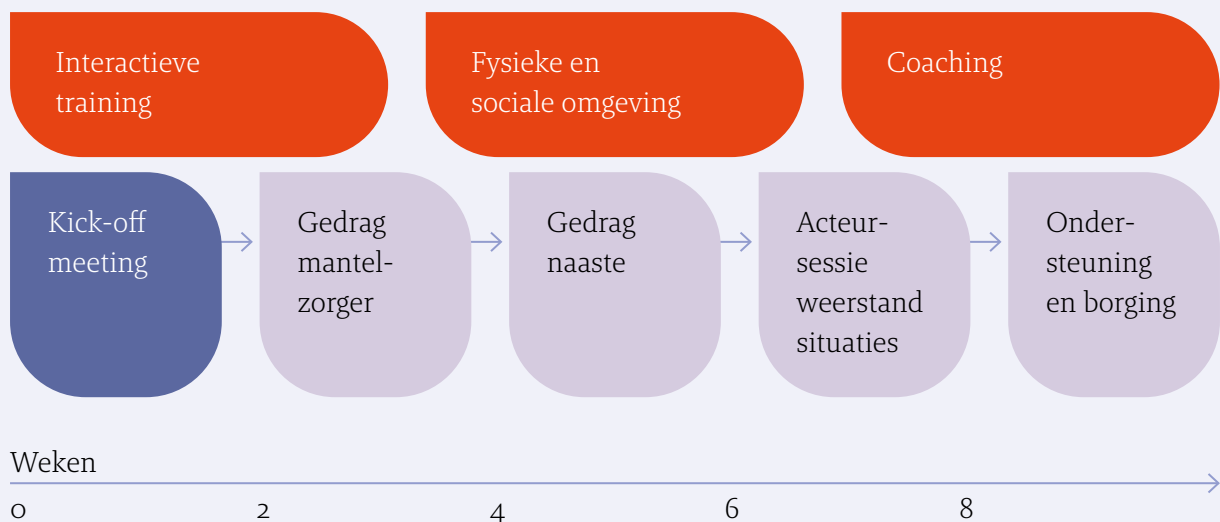 Interactieve
training
Fysieke en
sociale omgeving
Coaching
Kick-off
meeting
Gedrag
mantel-
zorger
Gedrag
naaste
Acteur-
sessie
weerstand
situaties
Onder-
steuning
en borging
Weken
0 2 4 6 8